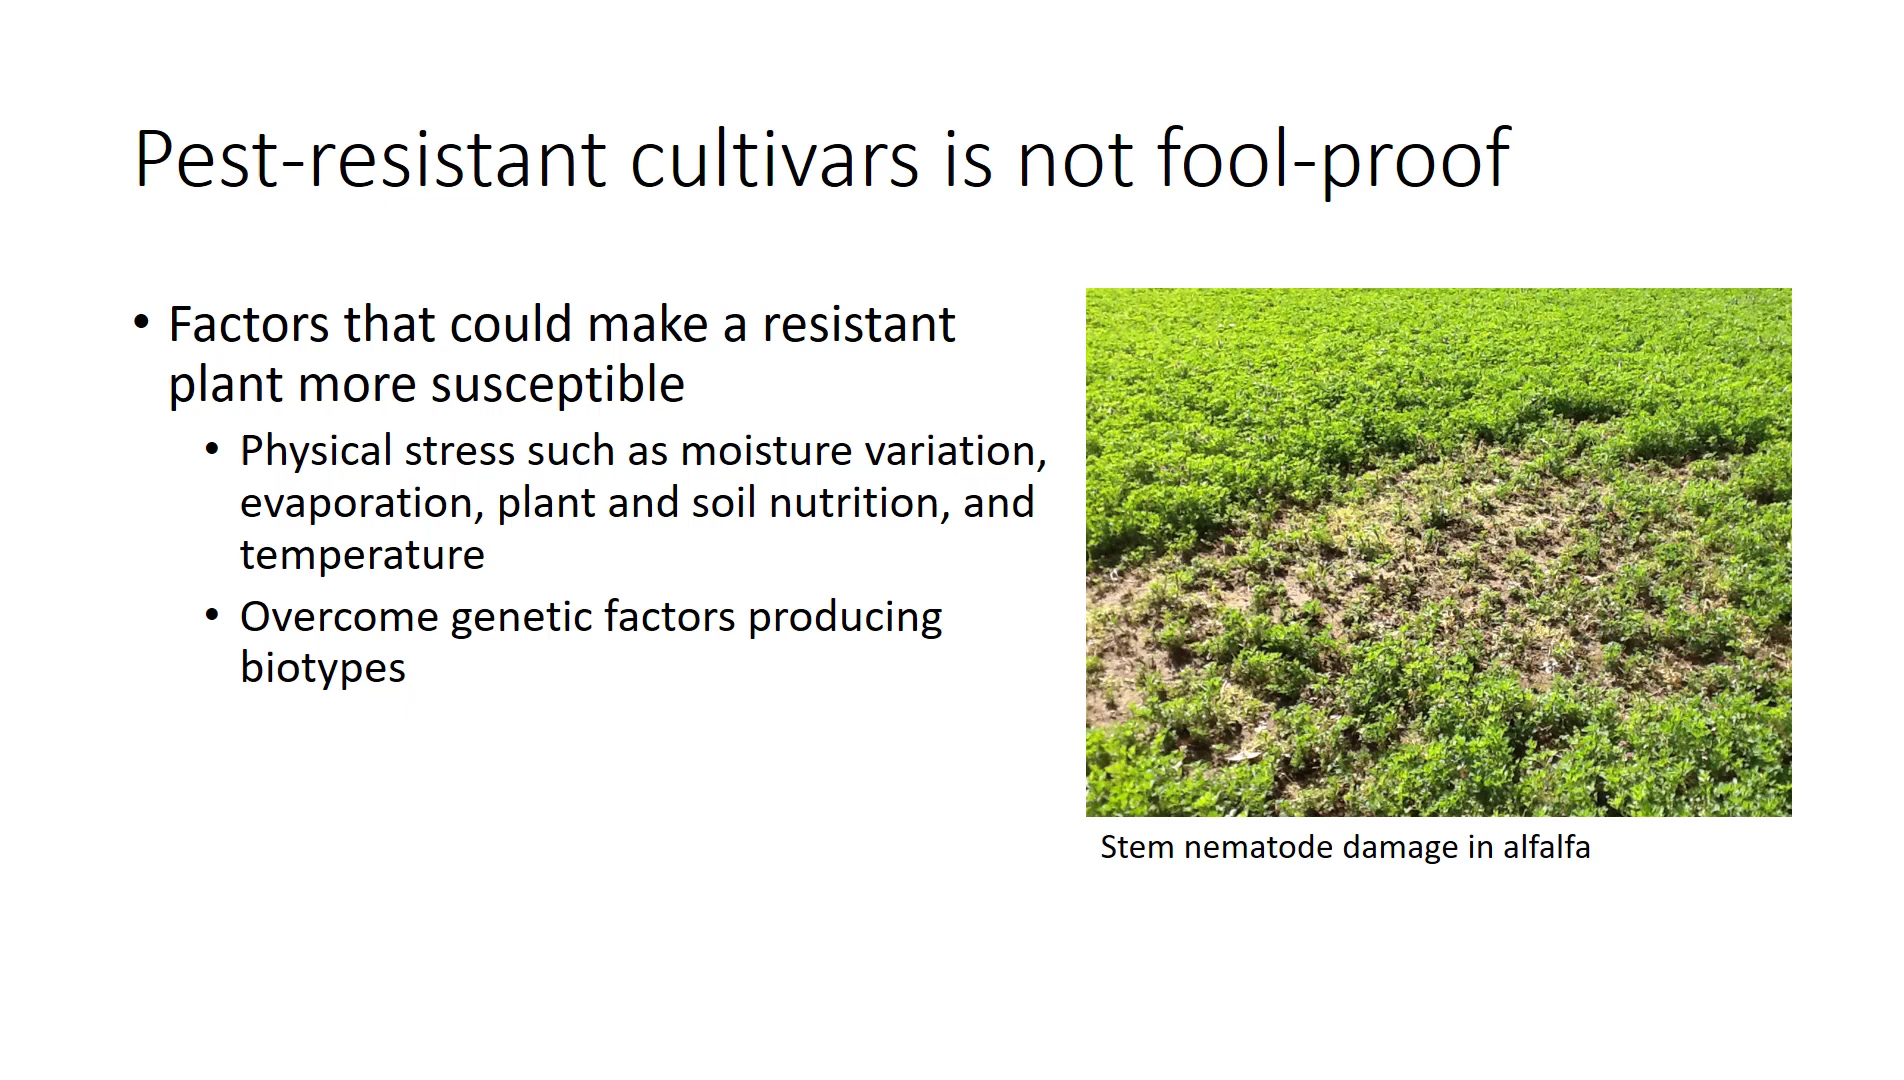 Pest-resistant cultivars is not fool-proof
• Factors that could make a resistant
plant more susceptible
• Physical stress such as moisture variation,
evaporation, plant and soil nutrition, and
temperature
• Overcome genetic factors producing
biotypes
Stem nematode damage in alfalfa